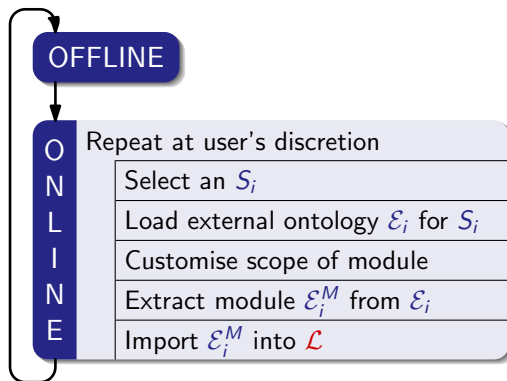 OFFLINE
ONLINE
Repeat at user's discretion
Select an Sᵢ
Load external ontology ℰᵢ for Sᵢ
Customise scope of module
Extract module ℰᵢᴹ from ℰᵢ
Import ℰᵢᴹ into ℒ